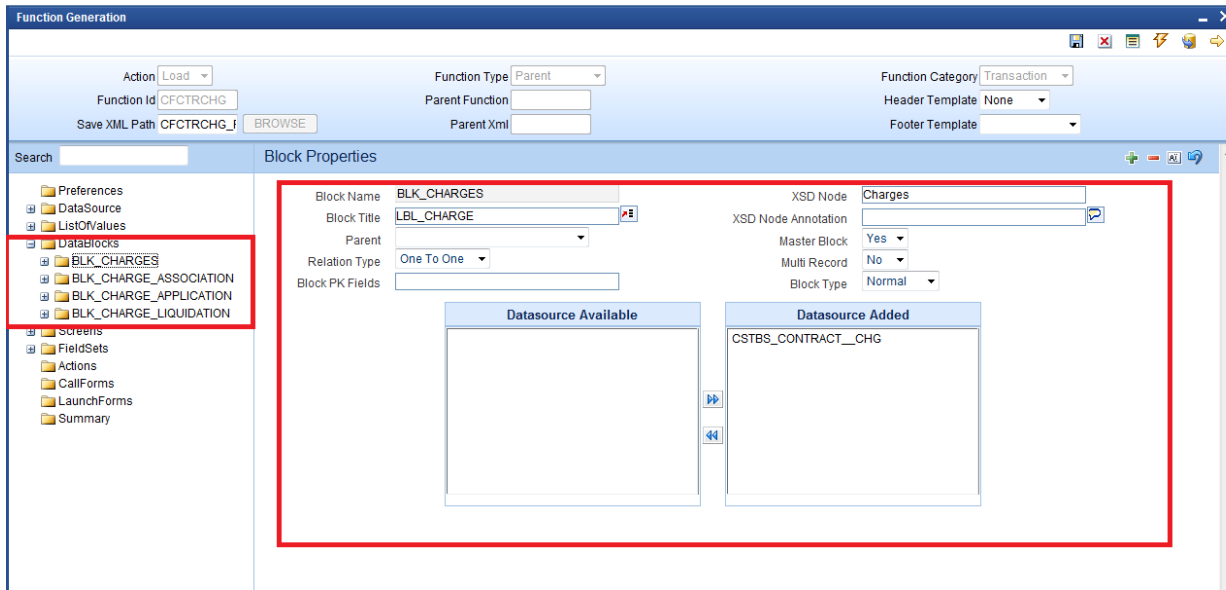 Function Generation
Action Load Function Type Parent Function Category Transaction
Function Id CFCTRCHG Parent Function Header Template None
Save XML Path CFCTRCHG_ BROWSE Parent Xml Footer Template
Search Block Properties
Preferences
DataSource
ListOfValues
DataBlocks
BLK_CHARGES
BLK_CHARGE_ASSOCIATION
BLK_CHARGE_APPLICATION
BLK_CHARGE_LIQUIDATION
Screens
FieldSets
Actions
CallForms
LaunchForms
Summary
Block Name BLK_CHARGES XSD Node Charges
Block Title LBL_CHARGE XSD Node Annotation
Parent Master Block Yes
Relation Type One To One Multi Record No
Block PK Fields Block Type Normal
Datasource Available Datasource Added
CSTBS_CONTRACT__CHG